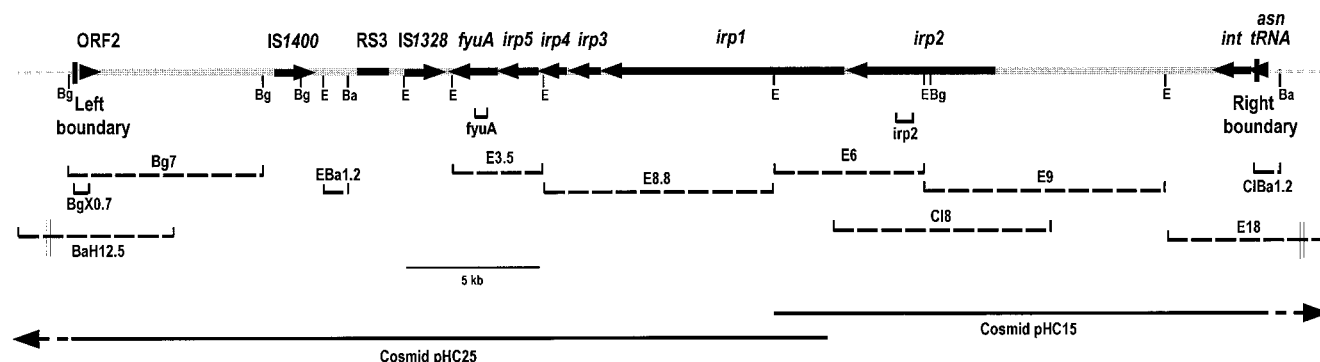 asn
ORF2 IS1400 RS3 IS1328 fyuA irp5 irp4 irp3 irp1 irp2 int tRNA
Bg Bg Bg E Ba E E E E E Bg E Ba
Left boundary
Right boundary
fyuA irp2
Bg7 EBa1.2 E3.5 E8.8 E6 E9 ClBa1.2
BgX0.7
Cl8
BaH12.5 E18
5 kb
Cosmid pHC15
Cosmid pHC25